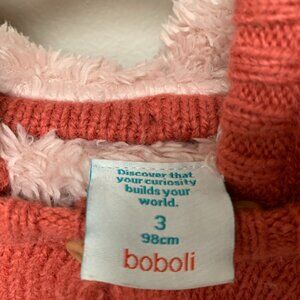 Discover that
your curiosity
builds your
world.
3
98cm
boboli